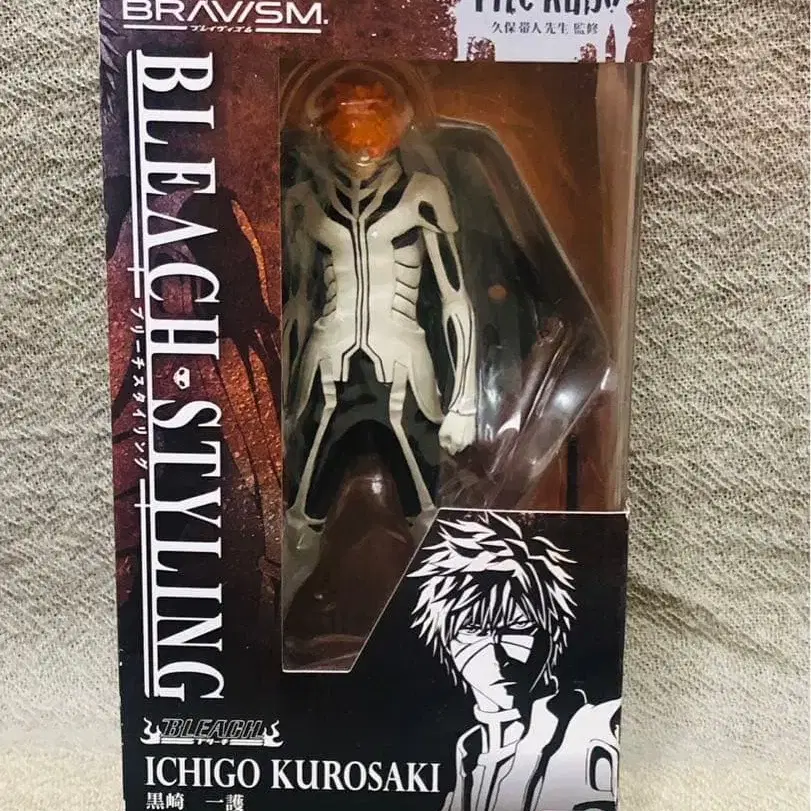 BRAVISM.
ブレイヴィズム
久保帯人先生 監修
BLEACH・STYLING
ブリーチスタイリング
BLEACH
ブリーチ
ICHIGO KUROSAKI
黒崎 一護